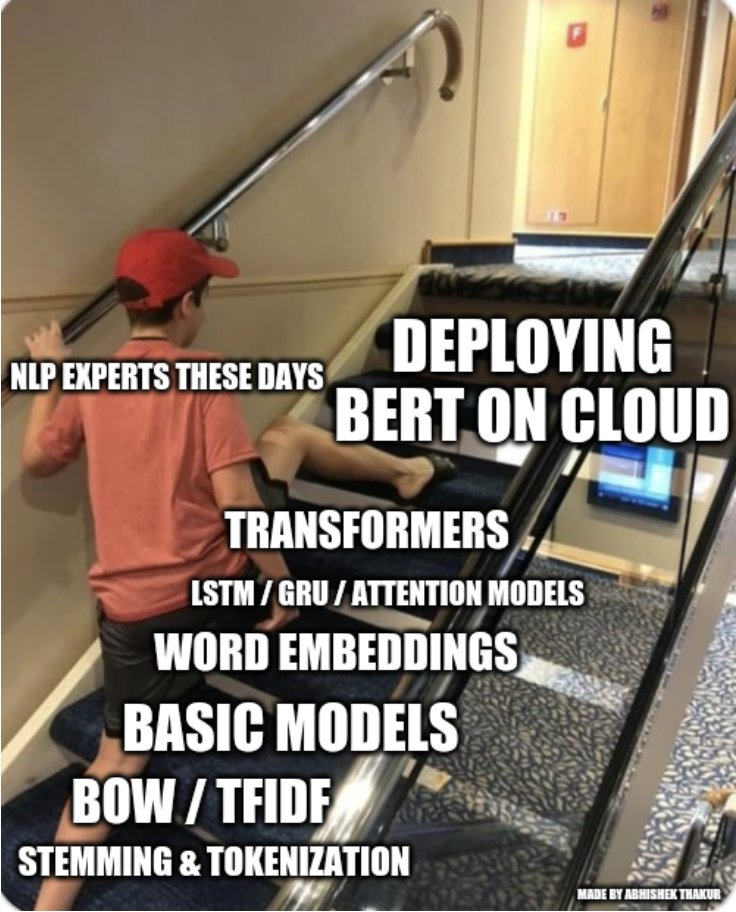 NLP EXPERTS THESE DAYS
DEPLOYING
BERT ON CLOUD
TRANSFORMERS
LSTM / GRU / ATTENTION MODELS
WORD EMBEDDINGS
BASIC MODELS
BOW / TFIDF
STEMMING & TOKENIZATION
MADE BY ABHISHEK THAKUR
F